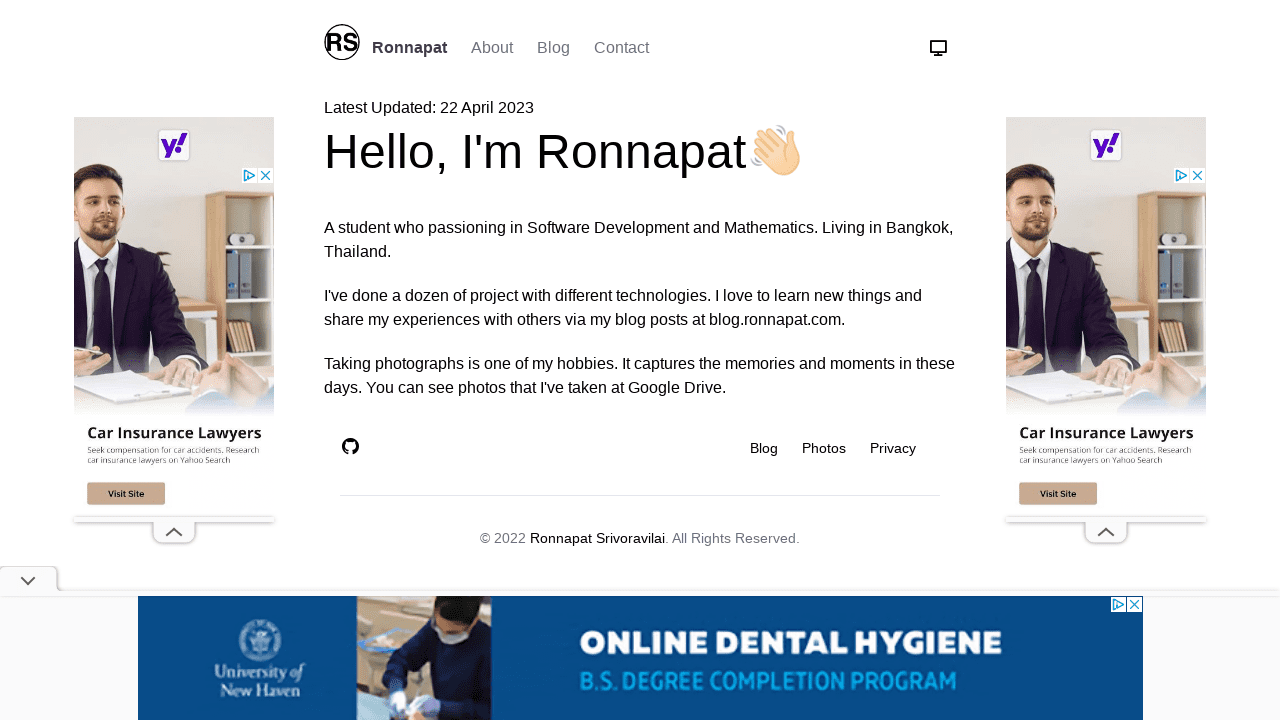 RS Ronnapat About Blog Contact
Latest Updated: 22 April 2023
Hello, I'm Ronnapat👋
A student who passioning in Software Development and Mathematics. Living in Bangkok,
Thailand.
I've done a dozen of project with different technologies. I love to learn new things and
share my experiences with others via my blog posts at blog.ronnapat.com.
Taking photographs is one of my hobbies. It captures the memories and moments in these
days. You can see photos that I've taken at Google Drive.
Blog Photos Privacy
© 2022 Ronnapat Srivoravilai. All Rights Reserved.
y!
Car Insurance Lawyers
Seek compensation for car accidents. Research
car insurance lawyers on Yahoo Search
Visit Site
y!
Car Insurance Lawyers
Seek compensation for car accidents. Research
car insurance lawyers on Yahoo Search
Visit Site
University of
New Haven
ONLINE DENTAL HYGIENE
B.S. DEGREE COMPLETION PROGRAM